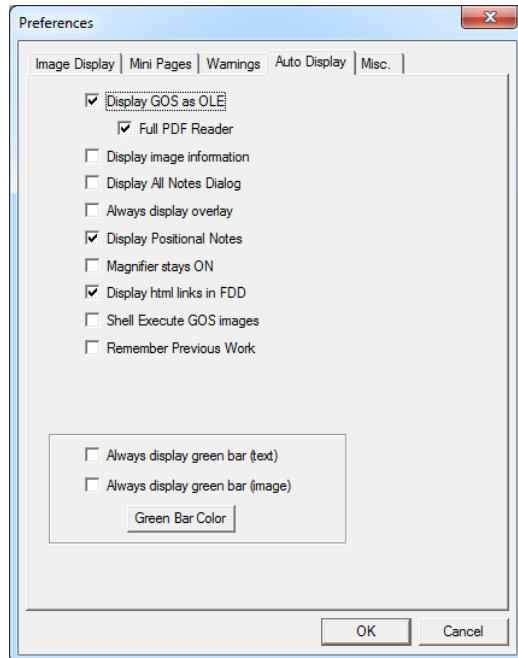 Preferences
Image Display Mini Pages Warnings Auto Display Misc.
Display GOS as OLE
Full PDF Reader
Display image information
Display All Notes Dialog
Always display overlay
Display Positional Notes
Magnifier stays ON
Display html links in FDD
Shell Execute GOS images
Remember Previous Work
Always display green bar (text)
Always display green bar (image)
Green Bar Color
OK Cancel